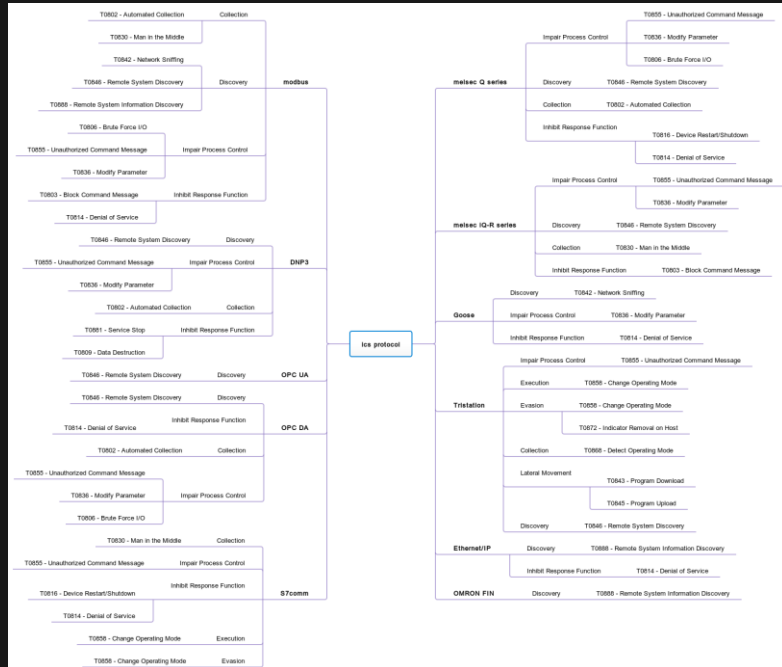 T0802 - Automated Collection
Collection
T0830 - Man in the Middle
T0842 - Network Sniffing
T0846 - Remote System Discovery
Discovery
modbus
T0888 - Remote System Information Discovery
T0806 - Brute Force I/O
T0855 - Unauthorized Command Message
Impair Process Control
T0836 - Modify Parameter
T0803 - Block Command Message
Inhibit Response Function
T0814 - Denial of Service
T0846 - Remote System Discovery
Discovery
T0855 - Unauthorized Command Message
Impair Process Control
DNP3
T0836 - Modify Parameter
T0802 - Automated Collection
Collection
T0881 - Service Stop
Inhibit Response Function
T0809 - Data Destruction
T0846 - Remote System Discovery
Discovery
OPC UA
T0846 - Remote System Discovery
Discovery
Inhibit Response Function
T0814 - Denial of Service
OPC DA
T0802 - Automated Collection
Collection
T0855 - Unauthorized Command Message
T0836 - Modify Parameter
Impair Process Control
T0806 - Brute Force I/O
T0830 - Man in the Middle
Collection
T0855 - Unauthorized Command Message
Impair Process Control
Inhibit Response Function
T0816 - Device Restart/Shutdown
S7comm
T0814 - Denial of Service
T0858 - Change Operating Mode
Execution
T0858 - Change Operating Mode
Evasion
ics protocol
T0855 - Unauthorized Command Message
Impair Process Control
T0836 - Modify Parameter
T0806 - Brute Force I/O
melsec Q series
Discovery
T0846 - Remote System Discovery
Collection
T0802 - Automated Collection
Inhibit Response Function
T0816 - Device Restart/Shutdown
T0814 - Denial of Service
Impair Process Control
T0855 - Unauthorized Command Message
T0836 - Modify Parameter
melsec iQ-R series
Discovery
T0846 - Remote System Discovery
Collection
T0830 - Man in the Middle
Inhibit Response Function
T0803 - Block Command Message
Discovery
T0842 - Network Sniffing
Goose
Impair Process Control
T0836 - Modify Parameter
Inhibit Response Function
T0814 - Denial of Service
Impair Process Control
T0855 - Unauthorized Command Message
Execution
T0858 - Change Operating Mode
Tristation
Evasion
T0858 - Change Operating Mode
T0872 - Indicator Removal on Host
Collection
T0868 - Detect Operating Mode
Lateral Movement
T0843 - Program Download
T0845 - Program Upload
Discovery
T0846 - Remote System Discovery
Ethernet/IP
Discovery
T0888 - Remote System Information Discovery
Inhibit Response Function
T0814 - Denial of Service
OMRON FIN
Discovery
T0888 - Remote System Information Discovery